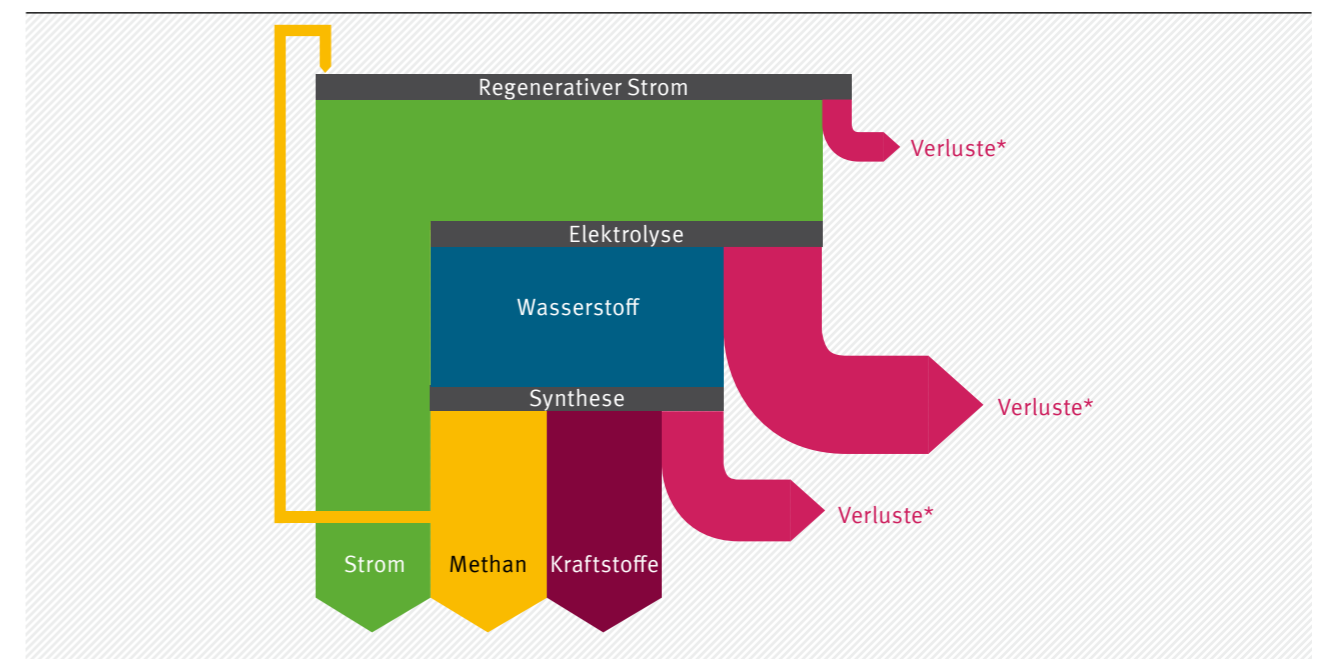 Regenerativer Strom
Verluste*
Elektrolyse
Wasserstoff
Synthese
Verluste*
Verluste*
Strom
Methan
Kraftstoffe